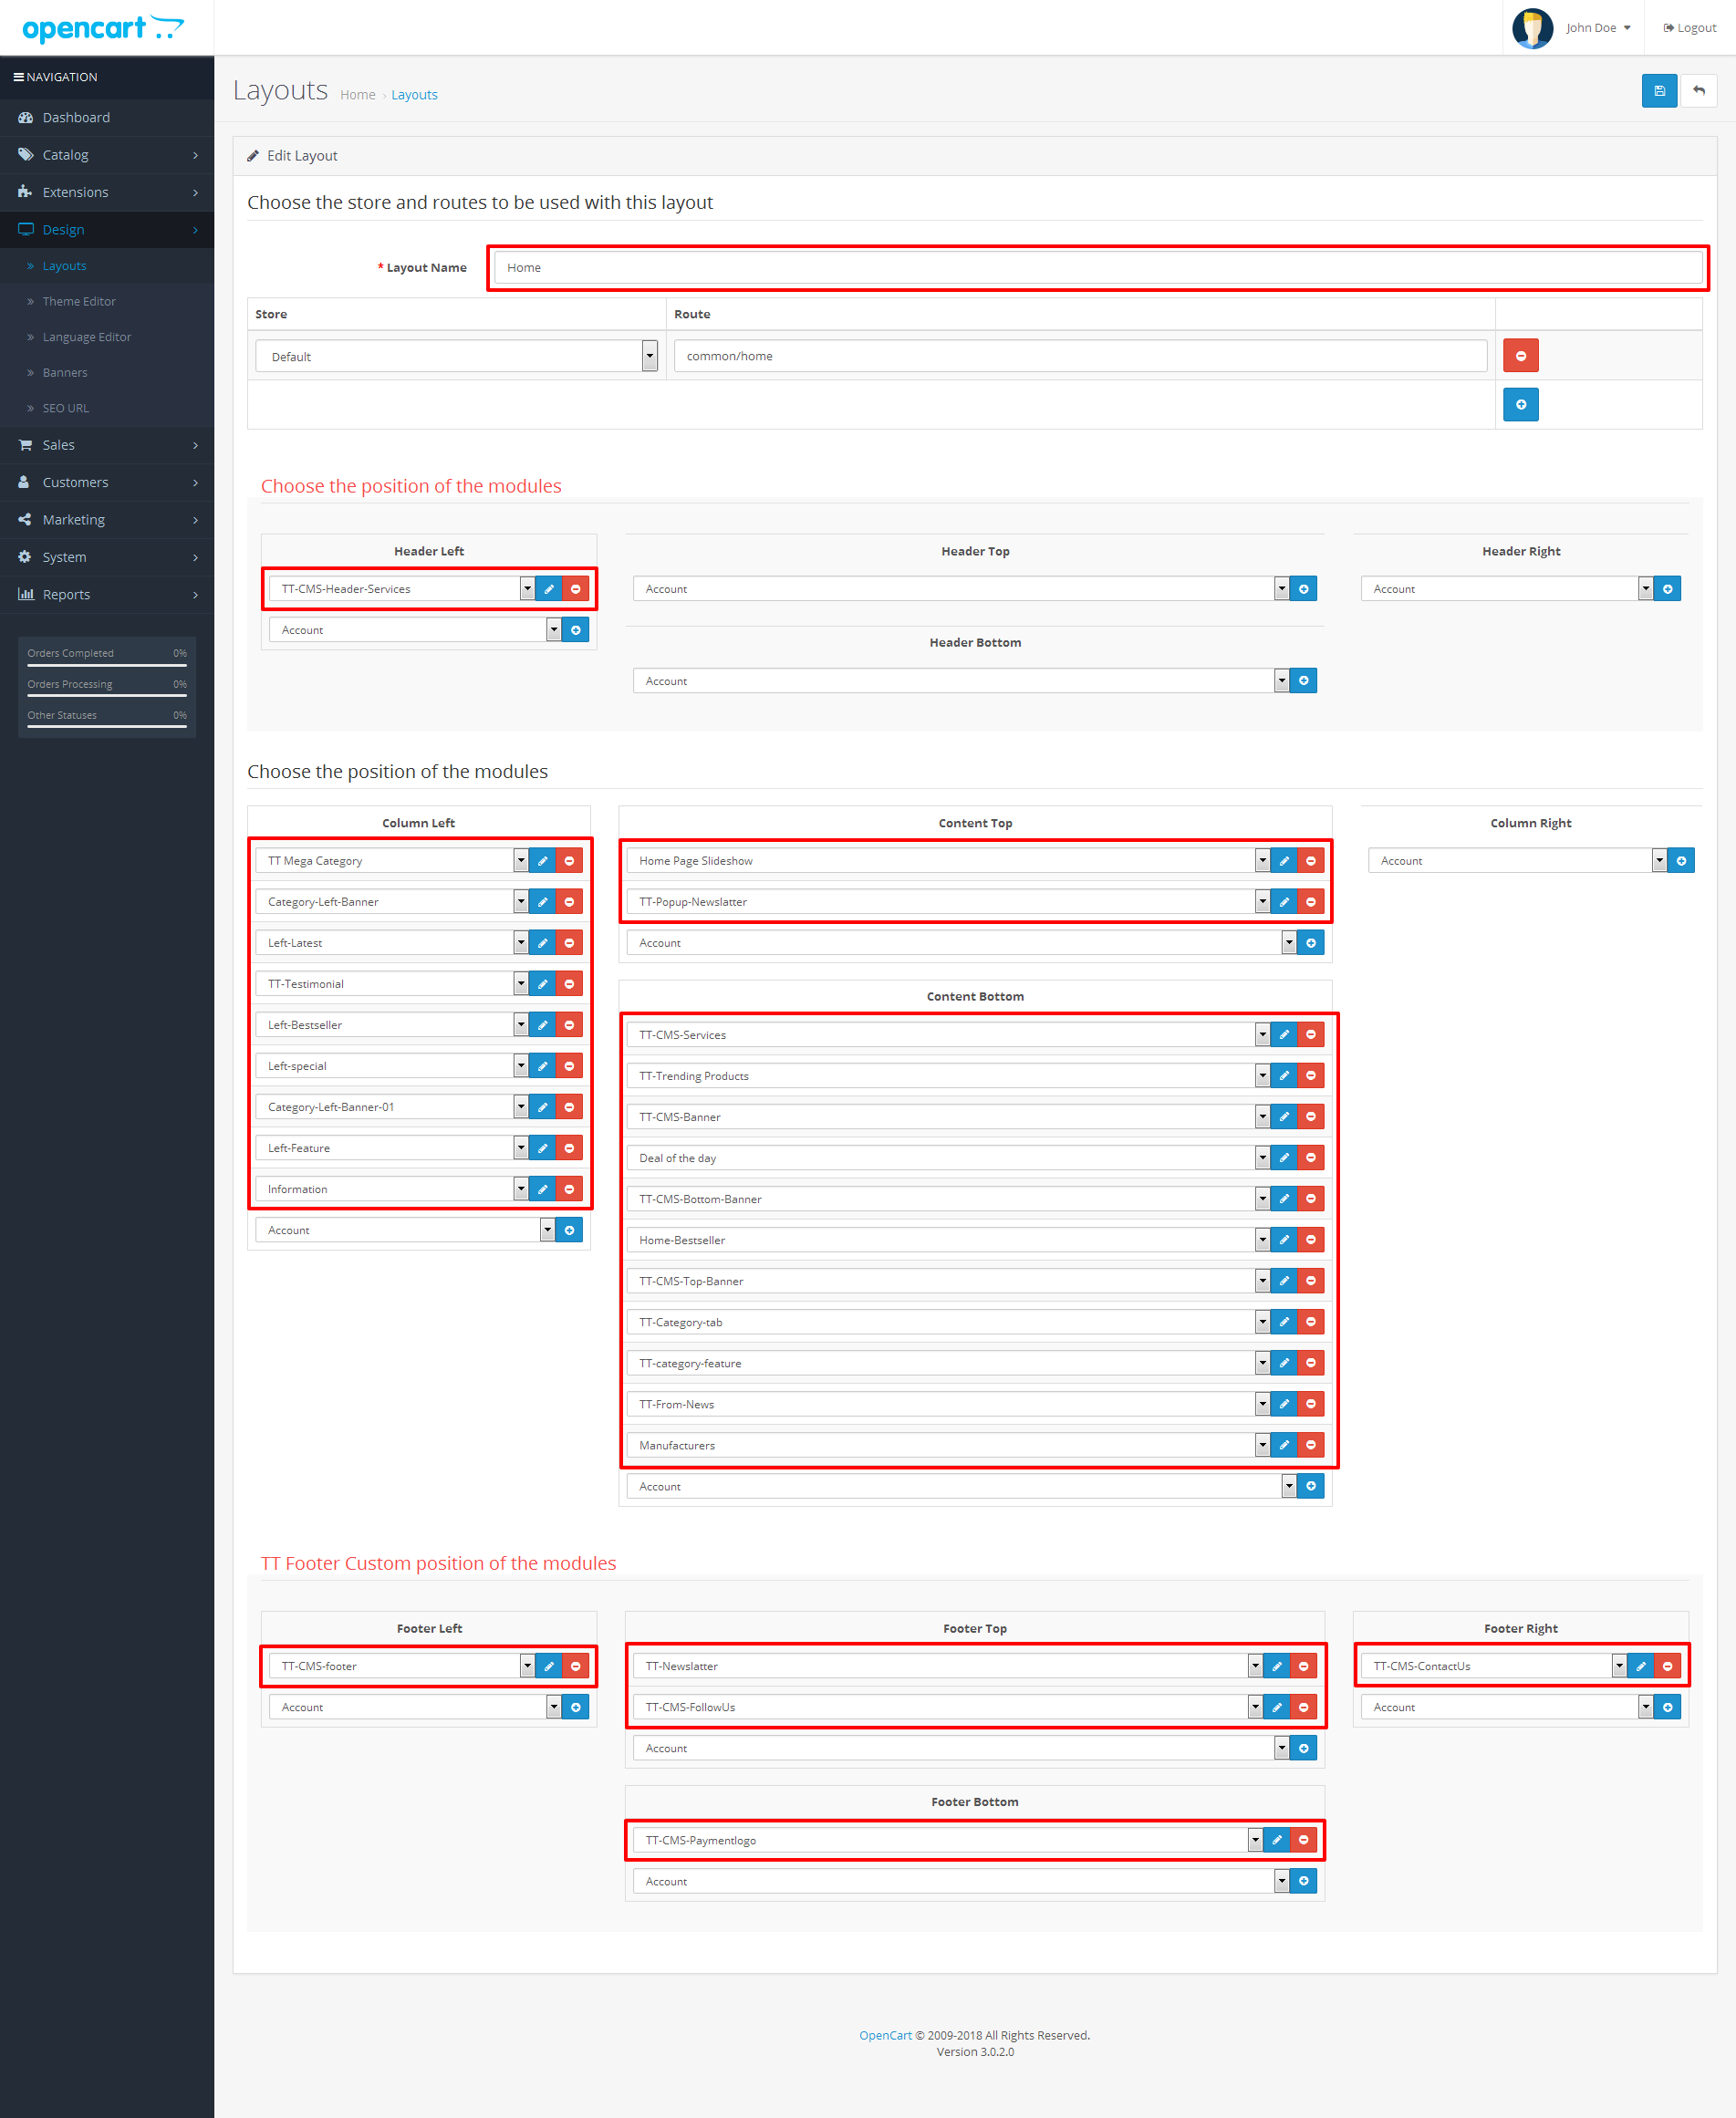 opencart
John Doe
Logout
NAVIGATION
Dashboard
Catalog
Extensions
Design
Layouts
Theme Editor
Language Editor
Banners
SEO URL
Sales
Customers
Marketing
System
Reports
Orders Completed 0%
Orders Processing 0%
Other Statuses 0%
Layouts Home › Layouts
Edit Layout
Choose the store and routes to be used with this layout
* Layout Name Home
Store Route
Default common/home
Choose the position of the modules
Header Left
TT-CMS-Header-Services
Account
Header Top
Account
Header Bottom
Account
Header Right
Account
Choose the position of the modules
Column Left
TT Mega Category
Category-Left-Banner
Left-Latest
TT-Testimonial
Left-Bestseller
Left-special
Category-Left-Banner-01
Left-Feature
Information
Account
Content Top
Home Page Slideshow
TT-Popup-Newslatter
Account
Content Bottom
TT-CMS-Services
TT-Trending Products
TT-CMS-Banner
Deal of the day
TT-CMS-Bottom-Banner
Home-Bestseller
TT-CMS-Top-Banner
TT-Category-tab
TT-category-feature
TT-From-News
Manufacturers
Account
Column Right
Account
TT Footer Custom position of the modules
Footer Left
TT-CMS-footer
Account
Footer Top
TT-Newslatter
TT-CMS-FollowUs
Account
Footer Bottom
TT-CMS-Paymentlogo
Account
Footer Right
TT-CMS-ContactUs
Account
OpenCart © 2009-2018 All Rights Reserved.
Version 3.0.2.0